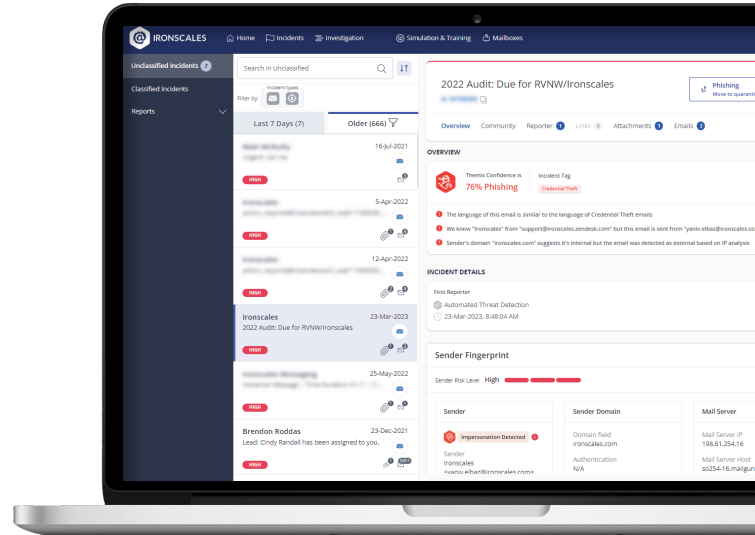 IRONSCALES
Home Incidents Investigation Simulation & Training Mailboxes
Unclassified Incidents 7
Classified Incidents
Reports
Search in Unclassified
Filter by:
Incident types
Last 7 Days (7) Older (666)
16-Jul-2021
HIGH
5-Apr-2022
HIGH
12-Apr-2022
HIGH
Ironscales 23-Mar-2023
2022 Audit: Due for RVNW/Ironscales
HIGH
25-May-2022
HIGH
Brendon Roddas 23-Dec-2021
Lead: Cindy Randall has been assigned to you.
HIGH
2022 Audit: Due for RVNW/Ironscales
Phishing
Move to quaranti
Overview Community Reporter 1 Links Attachments Emails
OVERVIEW
Themis Confidence is
76% Phishing
Incident Tag
Credential Theft
The language of this email is similar to the language of Credential Theft emails
We know "Ironscales" from "support@ironscales.zendesk.com" but this email is sent from "yaniv.elbaz@ironscales.co
Sender's domain "ironscales.com" suggests it's internal but the email was detected as external based on IP analysis
INCIDENT DETAILS
First Reporter
Automated Threat Detection
23-Mar-2023, 8:48:04 AM
Sender Fingerprint
Sender Risk Level High
Sender
Impersonation Detected
Sender
Ironscales
<yaniv.elbaz@ironscales.com>
Sender Domain
Domain field
ironscales.com
Authentication
N/A
Mail Server
Mail Server IP
198.61.254.16
Mail Server Host
so254-16.mailgun